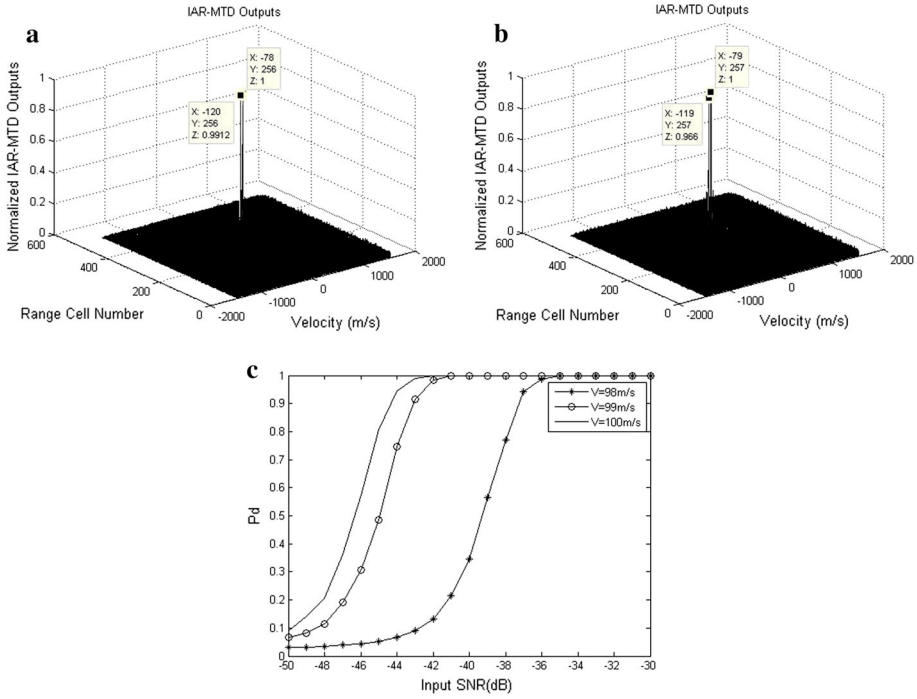 IAR-MTD Outputs
a
X: -78
Y: 256
Z: 1
X: -120
Y: 256
Z: 0.9912
Normalized IAR-MTD Outputs
1
0.8
0.6
0.4
0.2
0
600
400
200
0
-2000
-1000
0
1000
2000
Range Cell Number
Velocity (m/s)
IAR-MTD Outputs
b
X: -79
Y: 257
Z: 1
X: -119
Y: 257
Z: 0.966
Normalized IAR-MTD Outputs
1
0.8
0.6
0.4
0.2
0
600
400
200
0
-2000
-1000
0
1000
2000
Range Cell Number
Velocity (m/s)
c
V=98m/s
V=99m/s
V=100m/s
Pd
1
0.9
0.8
0.7
0.6
0.5
0.4
0.3
0.2
0.1
0
-50 -48 -46 -44 -42 -40 -38 -36 -34 -32 -30
Input SNR(dB)